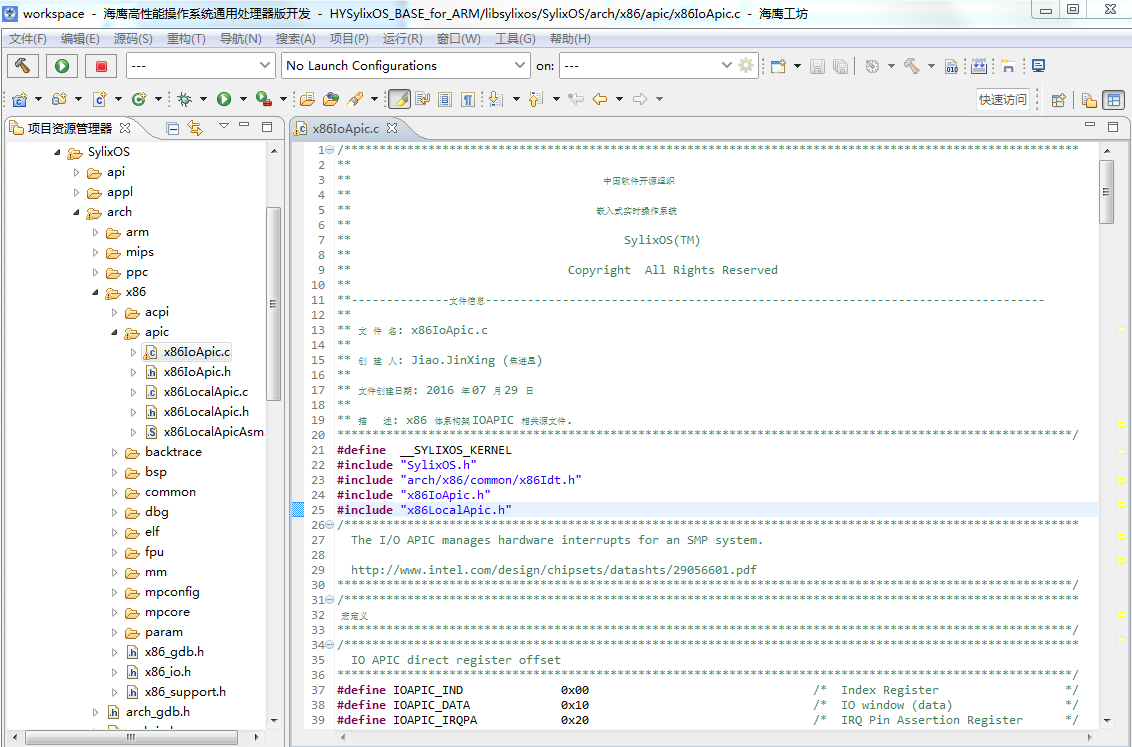 workspace - 海鹰高性能操作系统通用处理器版开发 - HYSylixOS_BASE_for_ARM/libsylixos/SylixOS/arch/x86/apic/x86IoApic.c - 海鹰工坊
文件(F) 编辑(E) 源码(S) 重构(T) 导航(N) 搜索(A) 项目(P) 运行(R) 窗口(W) 工具(G) 帮助(H)
--- No Launch Configurations on: ---
快速访问
项目资源管理器
SylixOS
api
appl
arch
arm
mips
ppc
x86
acpi
apic
x86IoApic.c
x86IoApic.h
x86LocalApic.c
x86LocalApic.h
x86LocalApicAsm
backtrace
bsp
common
dbg
elf
fpu
mm
mpconfig
mpcore
param
x86_gdb.h
x86_io.h
x86_support.h
arch_gdb.h
x86IoApic.c
1 /*********************************************************************************************************
2 **
3 ** 中国软件开源组织
4 **
5 ** 嵌入式实时操作系统
6 **
7 ** SylixOS(TM)
8 **
9 ** Copyright All Rights Reserved
10 **
11 **--------------文件信息--------------------------------------------------------------------------------
12 **
13 ** 文 件 名: x86IoApic.c
14 **
15 ** 创 建 人: Jiao.JinXing (焦进星)
16 **
17 ** 文件创建日期: 2016 年 07 月 29 日
18 **
19 ** 描 述: x86 体系构架 IOAPIC 相关源文件.
20 *********************************************************************************************************/
21 #define __SYLIXOS_KERNEL
22 #include "SylixOS.h"
23 #include "arch/x86/common/x86Idt.h"
24 #include "x86IoApic.h"
25 #include "x86LocalApic.h"
26 /*********************************************************************************************************
27 The I/O APIC manages hardware interrupts for an SMP system.
28
29 http://www.intel.com/design/chipsets/datashts/29056601.pdf
30 *********************************************************************************************************/
31 /*********************************************************************************************************
32 宏定义
33 *********************************************************************************************************/
34 /*********************************************************************************************************
35 IO APIC direct register offset
36 *********************************************************************************************************/
37 #define IOAPIC_IND 0x00 /* Index Register */
38 #define IOAPIC_DATA 0x10 /* IO window (data) */
39 #define IOAPIC_IRQPA 0x20 /* IRQ Pin Assertion Register */